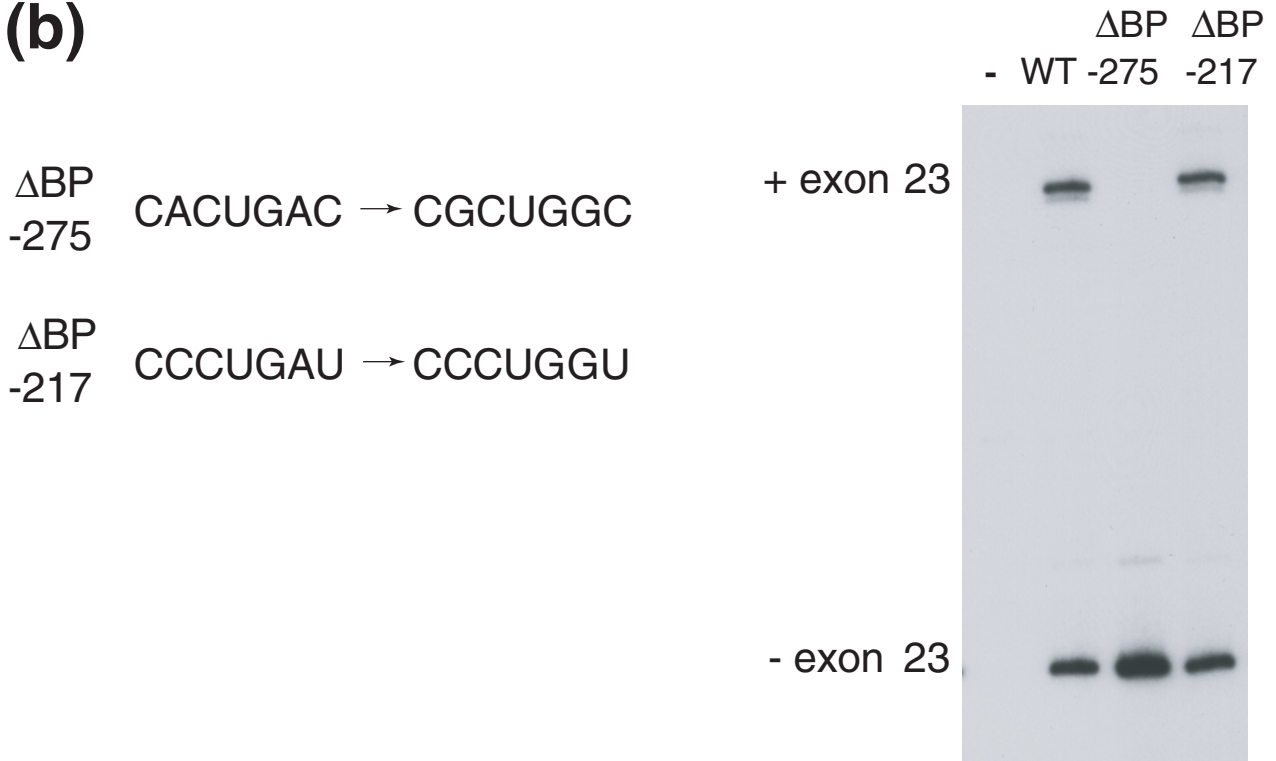 (b)
ΔBP ΔBP
- WT -275 -217
ΔBP
-275
CACUGAC → CGCUGGC
ΔBP
-217
CCCUGAU → CCCUGGU
+ exon 23
- exon 23